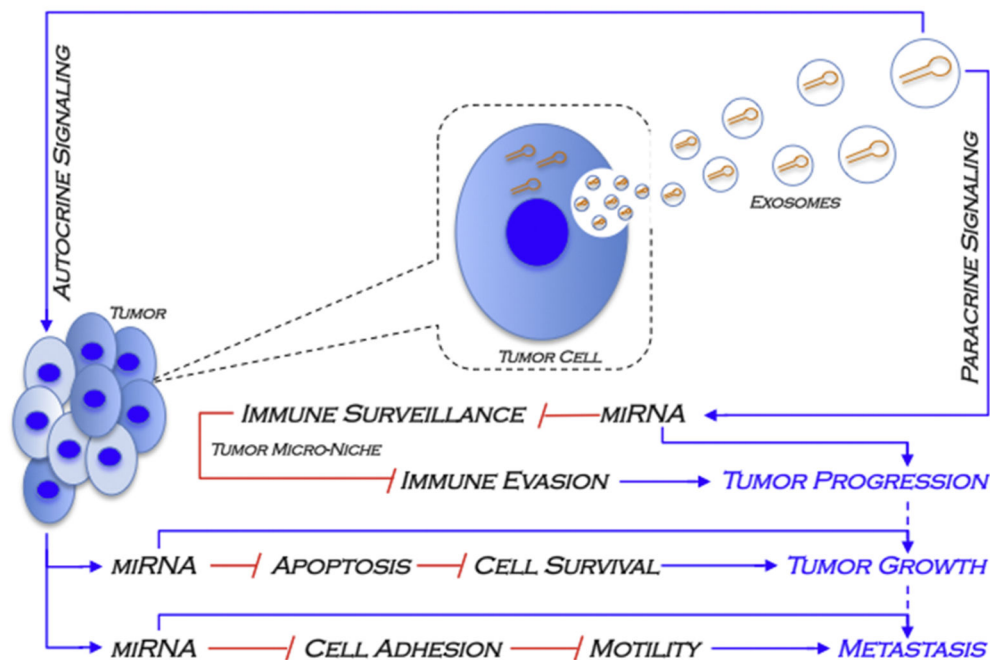 AUTOCRINE SIGNALING
PARACRINE SIGNALING
EXOSOMES
TUMOR
TUMOR CELL
IMMUNE SURVEILLANCE miRNA
TUMOR MICRO-NICHE
IMMUNE EVASION TUMOR PROGRESSION
miRNA APOPTOSIS CELL SURVIVAL TUMOR GROWTH
miRNA CELL ADHESION MOTILITY METASTASIS